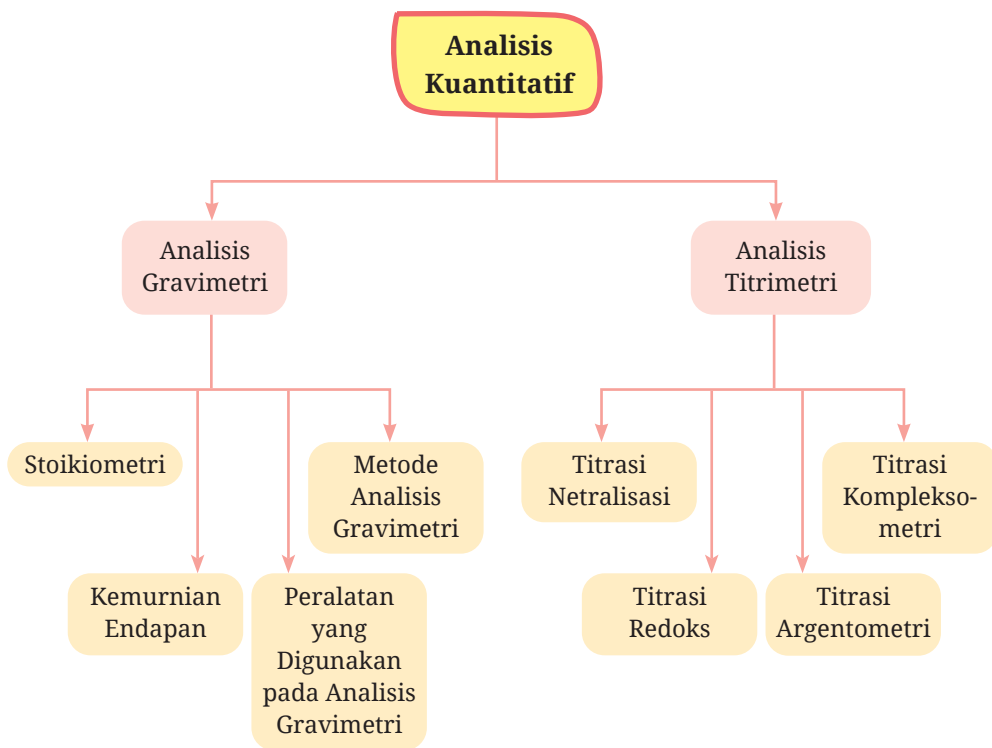 Analisis
Kuantitatif
Analisis
Gravimetri
Analisis
Titrimetri
Stoikiometri
Kemurnian
Endapan
Peralatan
yang
Digunakan
pada Analisis
Gravimetri
Metode
Analisis
Gravimetri
Titrasi
Netralisasi
Titrasi
Redoks
Titrasi
Argentometri
Titrasi
Komplekso-
metri